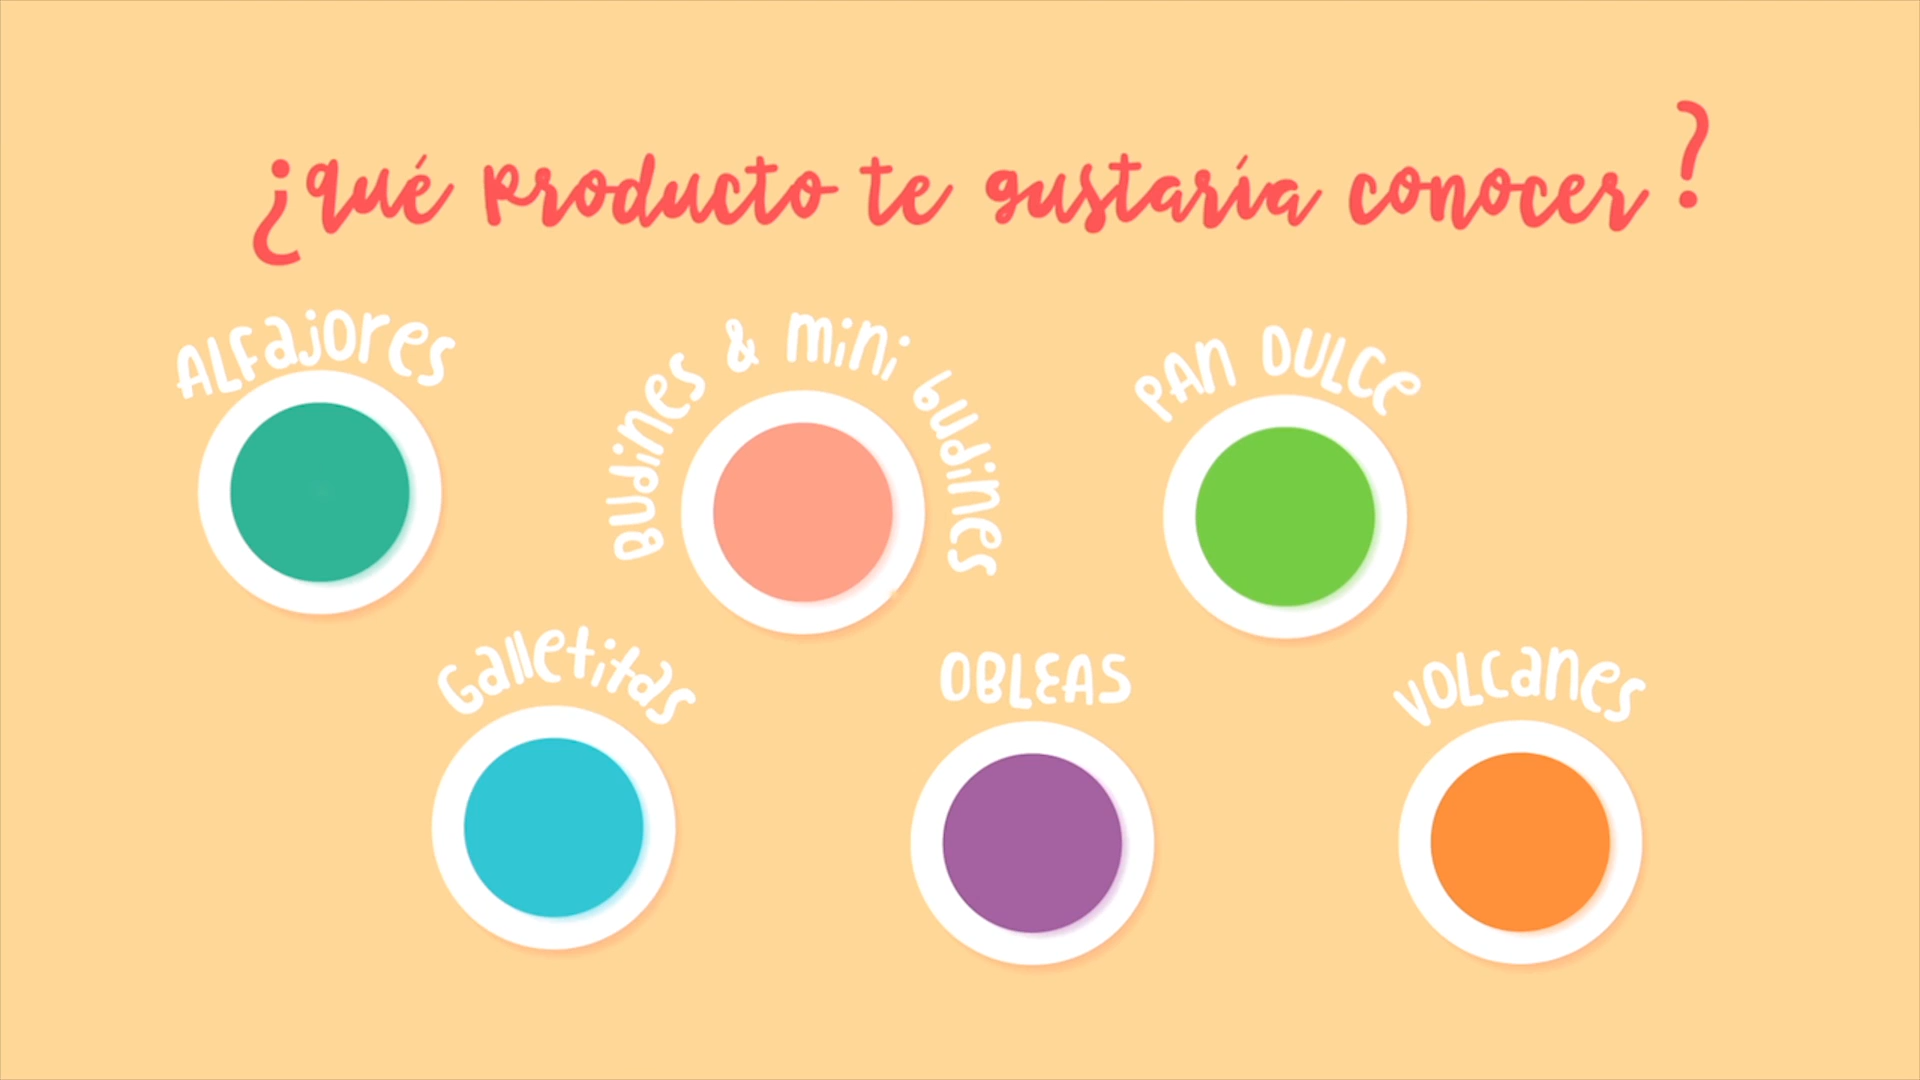 ¿qué producto te gustaría conocer?
ALFajores
Budines & mini budines
PAN DULCe
Galletitas
OBLEAS
VOLcanes